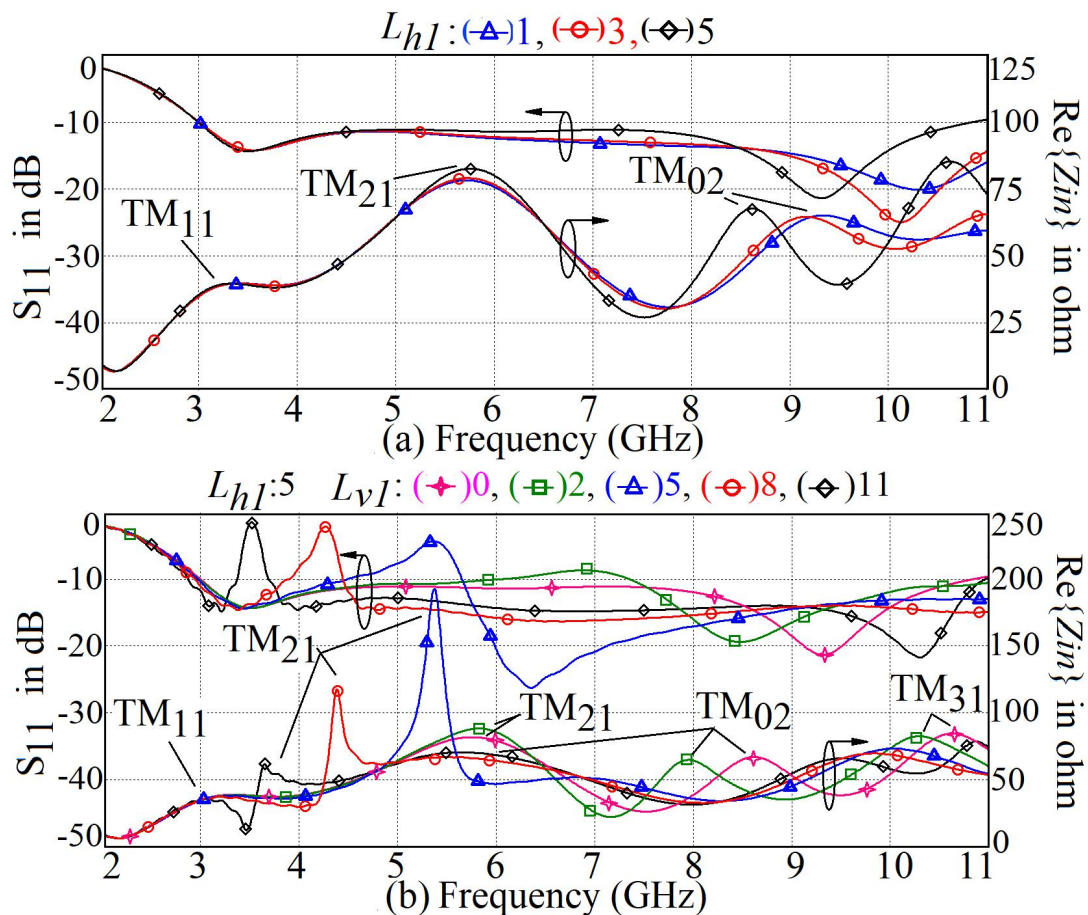 L_h1:(-△-)1, (-○-)3,(-◇-)5
0 125
-10 100
-20 75
-30 50
-40 25
-50 0
S11 in dB
Re{Zin} in ohm
TM11
TM21
TM02
2 3 4 5 6 7 8 9 10 11
(a) Frequency (GHz)
L_h1:5 L_v1: (-✧-)0, (-□-)2, (-△-)5, (-○-)8, (-◇-)11
0 250
-10 200
-20 150
-30 100
-40 50
-50 0
S11 in dB
Re{Zin} in ohm
TM21
TM11
TM21
TM02
TM31
2 3 4 5 6 7 8 9 10 11
(b) Frequency (GHz)